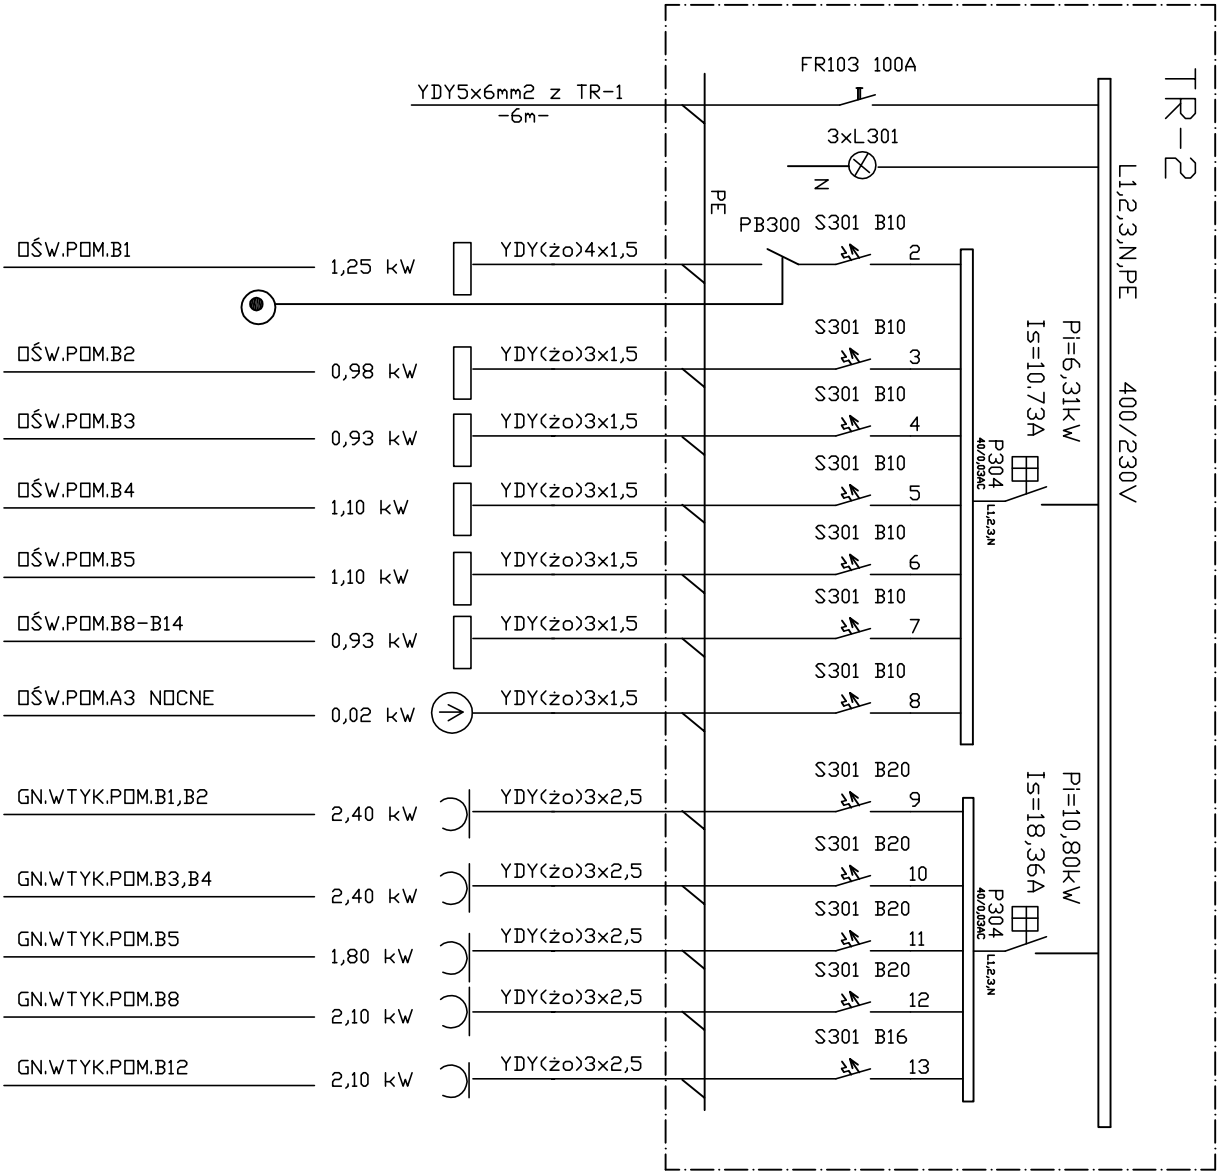 FR103 100A
YDY5x6mm2 z TR-1
-6m-
3xL301
N
TR-2
L1,2,3,N,PE 400/230V
PE
PB300
OŚW.POM.B1
1,25 kW
YDY(żo)4x1,5
S301 B10
2
OŚW.POM.B2
0,98 kW
YDY(żo)3x1,5
S301 B10
3
OŚW.POM.B3
0,93 kW
YDY(żo)3x1,5
S301 B10
4
OŚW.POM.B4
1,10 kW
YDY(żo)3x1,5
S301 B10
5
OŚW.POM.B5
1,10 kW
YDY(żo)3x1,5
S301 B10
6
OŚW.POM.B8-B14
0,93 kW
YDY(żo)3x1,5
S301 B10
7
OŚW.POM.A3 NOCNE
0,02 kW
YDY(żo)3x1,5
S301 B10
8
Pi=6,31kW
Is=10.73A
P304
40/0,03AC
L1,2,3,N
GN.WTYK.POM.B1,B2
2,40 kW
YDY(żo)3x2,5
S301 B20
9
GN.WTYK.POM.B3,B4
2,40 kW
YDY(żo)3x2,5
S301 B20
10
GN.WTYK.POM.B5
1,80 kW
YDY(żo)3x2,5
S301 B20
11
GN.WTYK.POM.B8
2,10 kW
YDY(żo)3x2,5
S301 B20
12
GN.WTYK.POM.B12
2,10 kW
YDY(żo)3x2,5
S301 B16
13
Pi=10,80kW
Is=18,36A
P304
40/0,03AC
L1,2,3,N